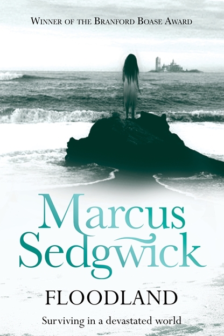 WINNER OF THE BRANFORD BOASE AWARD
Marcus
Sedgwick
FLOODLAND
Surviving in a devastated world